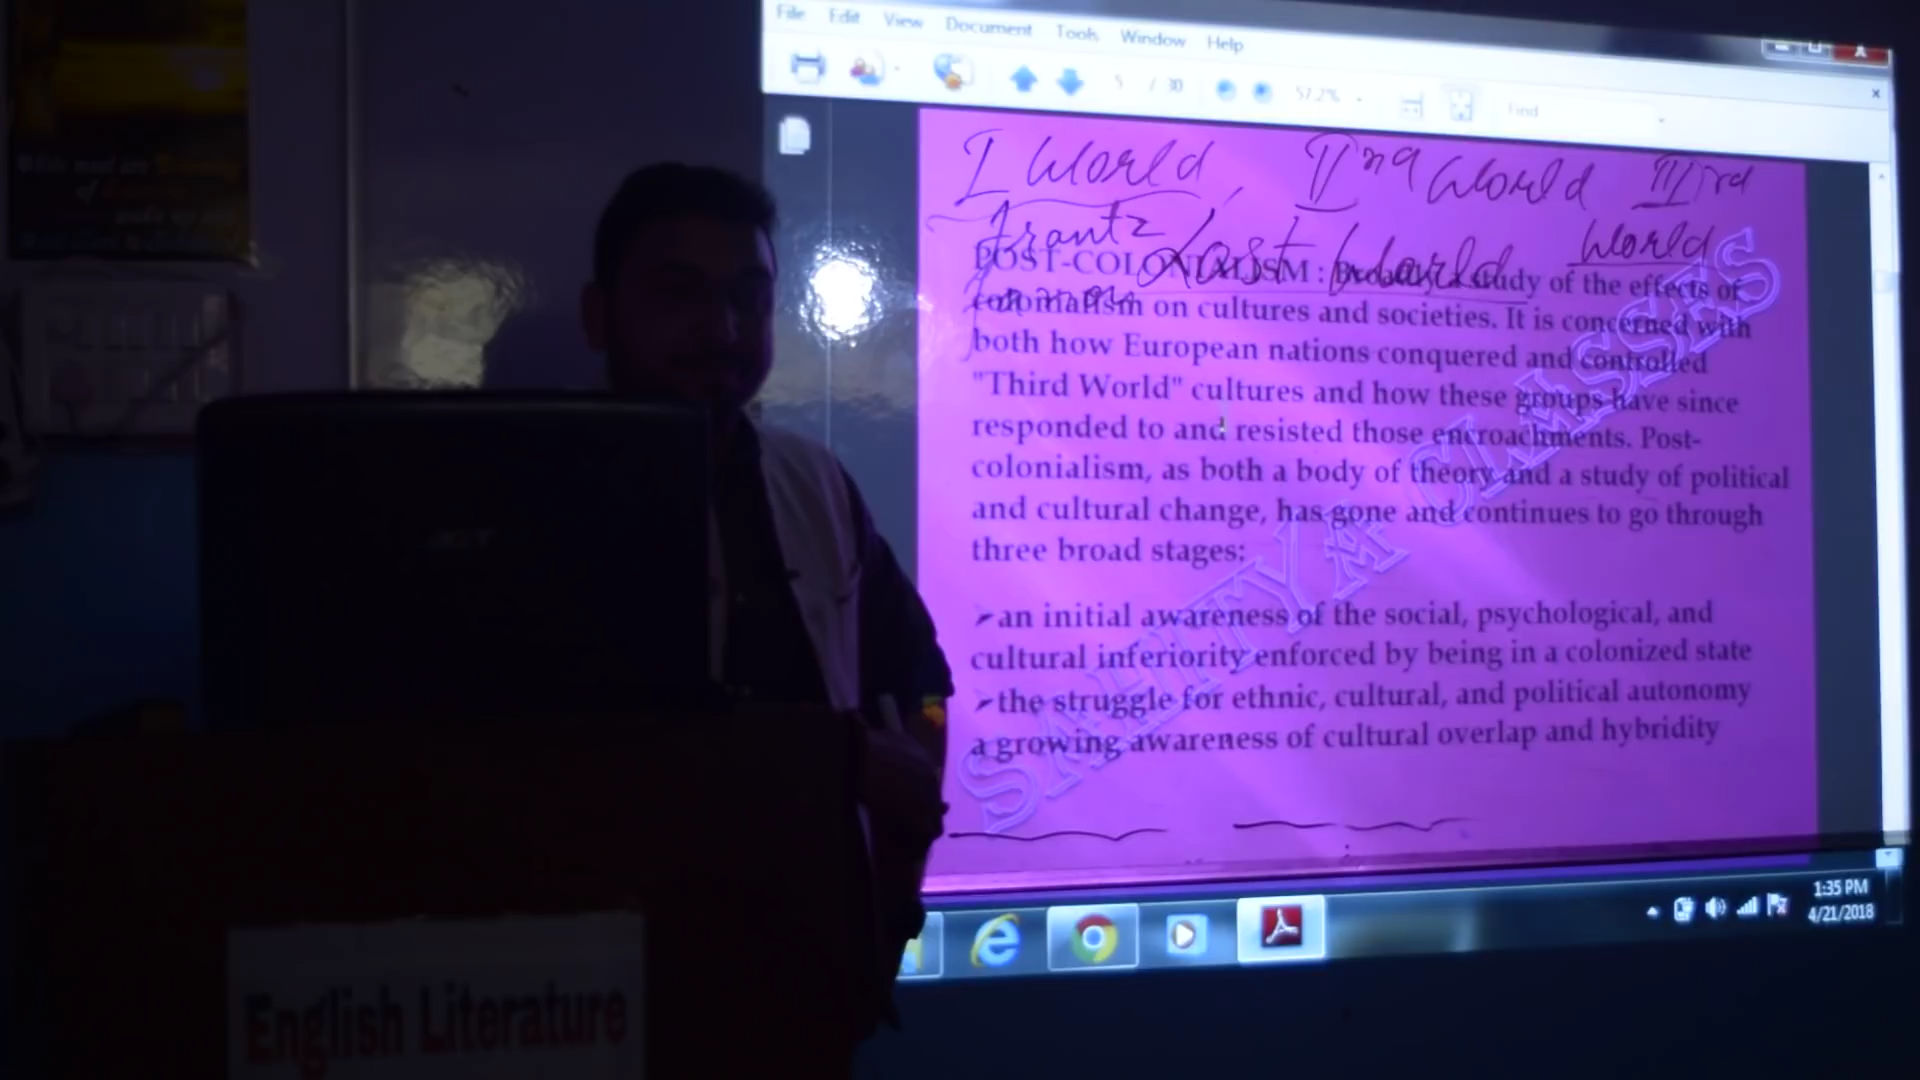 File Edit View Document Tools Window Help
5 / 30 57.2% Find
I World, IInd World IIIrd
World
Frantz Lost World
POST-COLONIALISM : Broadly a study of the effects of
colonialism on cultures and societies. It is concerned with
both how European nations conquered and controlled
"Third World" cultures and how these groups have since
responded to and resisted those encroachments. Post-
colonialism, as both a body of theory and a study of political
and cultural change, has gone and continues to go through
three broad stages:
➢an initial awareness of the social, psychological, and
cultural inferiority enforced by being in a colonized state
➢the struggle for ethnic, cultural, and political autonomy
a growing awareness of cultural overlap and hybridity
SAHITYA CLASSES
1:35 PM
4/21/2018
acer
English Literature